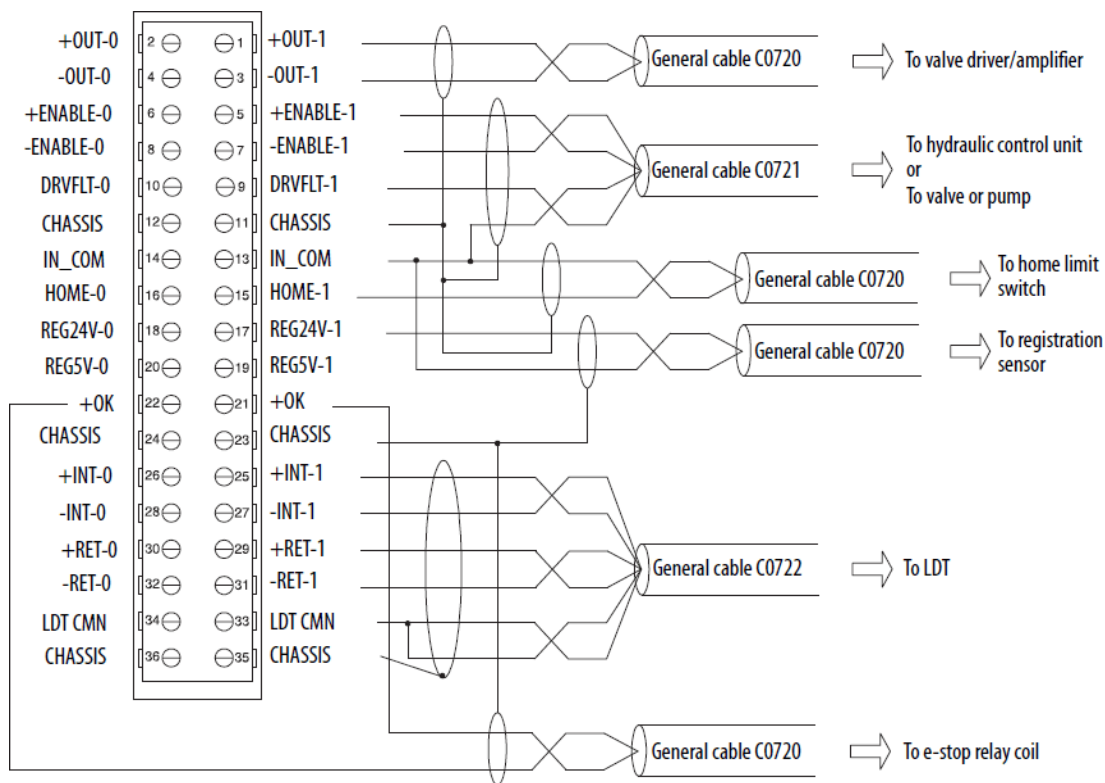 +OUT-0 2 1 +OUT-1 General cable C0720 To valve driver/amplifier
-OUT-0 4 3 -OUT-1
+ENABLE-0 6 5 +ENABLE-1
-ENABLE-0 8 7 -ENABLE-1 General cable C0721 To hydraulic control unit
or
To valve or pump
DRVFLT-0 10 9 DRVFLT-1
CHASSIS 12 11 CHASSIS
IN_COM 14 13 IN_COM General cable C0720 To home limit
switch
HOME-0 16 15 HOME-1
REG24V-0 18 17 REG24V-1 General cable C0720 To registration
sensor
REG5V-0 20 19 REG5V-1
+OK 22 21 +OK
CHASSIS 24 23 CHASSIS
+INT-0 26 25 +INT-1
-INT-0 28 27 -INT-1
+RET-0 30 29 +RET-1 General cable C0722 To LDT
-RET-0 32 31 -RET-1
LDT CMN 34 33 LDT CMN
CHASSIS 36 35 CHASSIS
General cable C0720 To e-stop relay coil